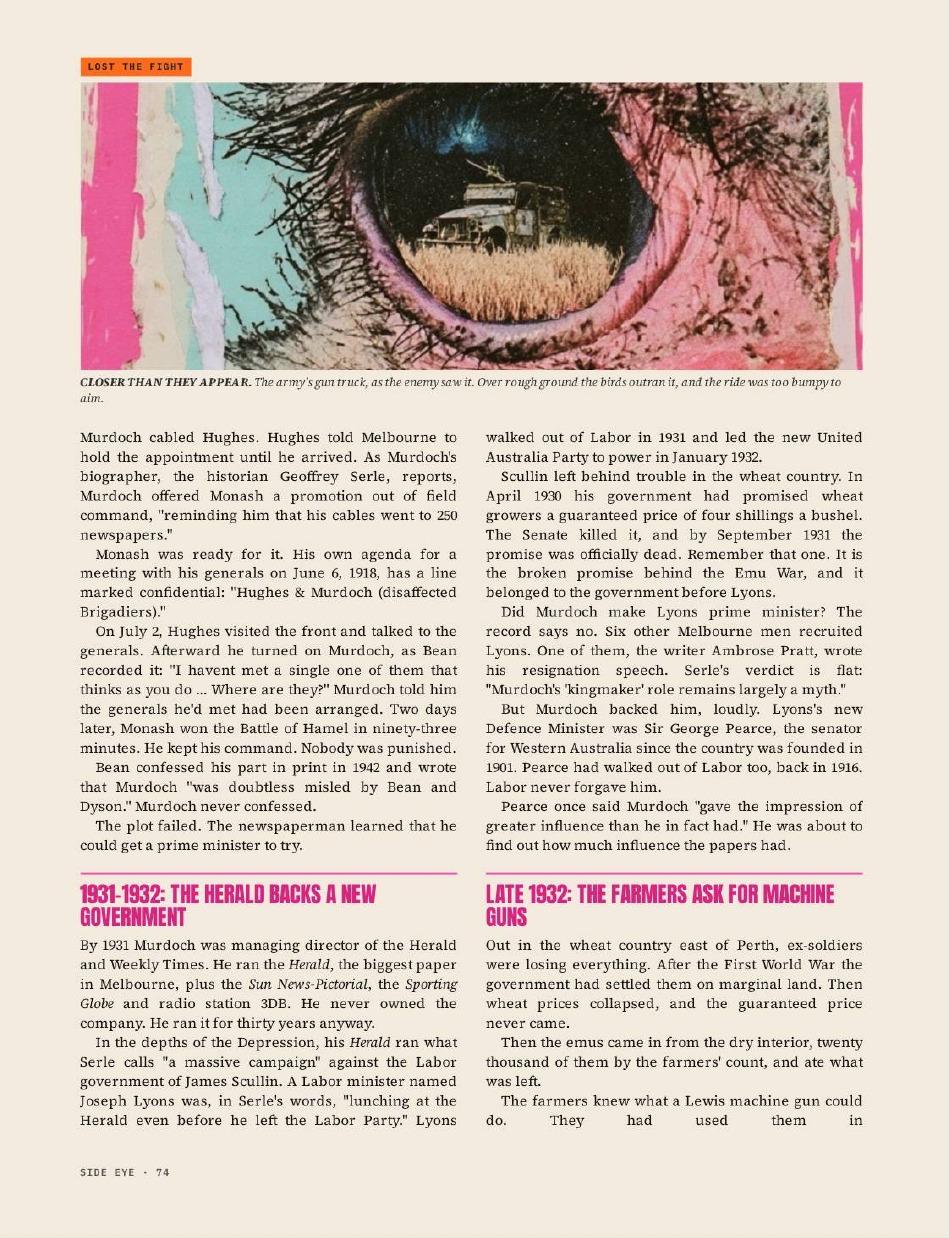 LOST THE FIGHT
CLOSER THAN THEY APPEAR. The army's gun truck, as the enemy saw it. Over rough ground the birds outran it, and the ride was too bumpy to
aim.
Murdoch cabled Hughes. Hughes told Melbourne to
hold the appointment until he arrived. As Murdoch's
biographer, the historian Geoffrey Serle, reports,
Murdoch offered Monash a promotion out of field
command, "reminding him that his cables went to 250
newspapers."
Monash was ready for it. His own agenda for a
meeting with his generals on June 6, 1918, has a line
marked confidential: "Hughes & Murdoch (disaffected
Brigadiers)."
On July 2, Hughes visited the front and talked to the
generals. Afterward he turned on Murdoch, as Bean
recorded it: "I havent met a single one of them that
thinks as you do ... Where are they?" Murdoch told him
the generals he'd met had been arranged. Two days
later, Monash won the Battle of Hamel in ninety-three
minutes. He kept his command. Nobody was punished.
Bean confessed his part in print in 1942 and wrote
that Murdoch "was doubtless misled by Bean and
Dyson." Murdoch never confessed.
The plot failed. The newspaperman learned that he
could get a prime minister to try.
1931-1932: THE HERALD BACKS A NEW
GOVERNMENT
By 1931 Murdoch was managing director of the Herald
and Weekly Times. He ran the Herald, the biggest paper
in Melbourne, plus the Sun News-Pictorial, the Sporting
Globe and radio station 3DB. He never owned the
company. He ran it for thirty years anyway.
In the depths of the Depression, his Herald ran what
Serle calls "a massive campaign" against the Labor
government of James Scullin. A Labor minister named
Joseph Lyons was, in Serle's words, "lunching at the
Herald even before he left the Labor Party." Lyons
walked out of Labor in 1931 and led the new United
Australia Party to power in January 1932.
Scullin left behind trouble in the wheat country. In
April 1930 his government had promised wheat
growers a guaranteed price of four shillings a bushel.
The Senate killed it, and by September 1931 the
promise was officially dead. Remember that one. It is
the broken promise behind the Emu War, and it
belonged to the government before Lyons.
Did Murdoch make Lyons prime minister? The
record says no. Six other Melbourne men recruited
Lyons. One of them, the writer Ambrose Pratt, wrote
his resignation speech. Serle's verdict is flat:
"Murdoch's 'kingmaker' role remains largely a myth."
But Murdoch backed him, loudly. Lyons's new
Defence Minister was Sir George Pearce, the senator
for Western Australia since the country was founded in
1901. Pearce had walked out of Labor too, back in 1916.
Labor never forgave him.
Pearce once said Murdoch "gave the impression of
greater influence than he in fact had." He was about to
find out how much influence the papers had.
LATE 1932: THE FARMERS ASK FOR MACHINE
GUNS
Out in the wheat country east of Perth, ex-soldiers
were losing everything. After the First World War the
government had settled them on marginal land. Then
wheat prices collapsed, and the guaranteed price
never came.
Then the emus came in from the dry interior, twenty
thousand of them by the farmers' count, and ate what
was left.
The farmers knew what a Lewis machine gun could
do. They had used them in
SIDE EYE · 74